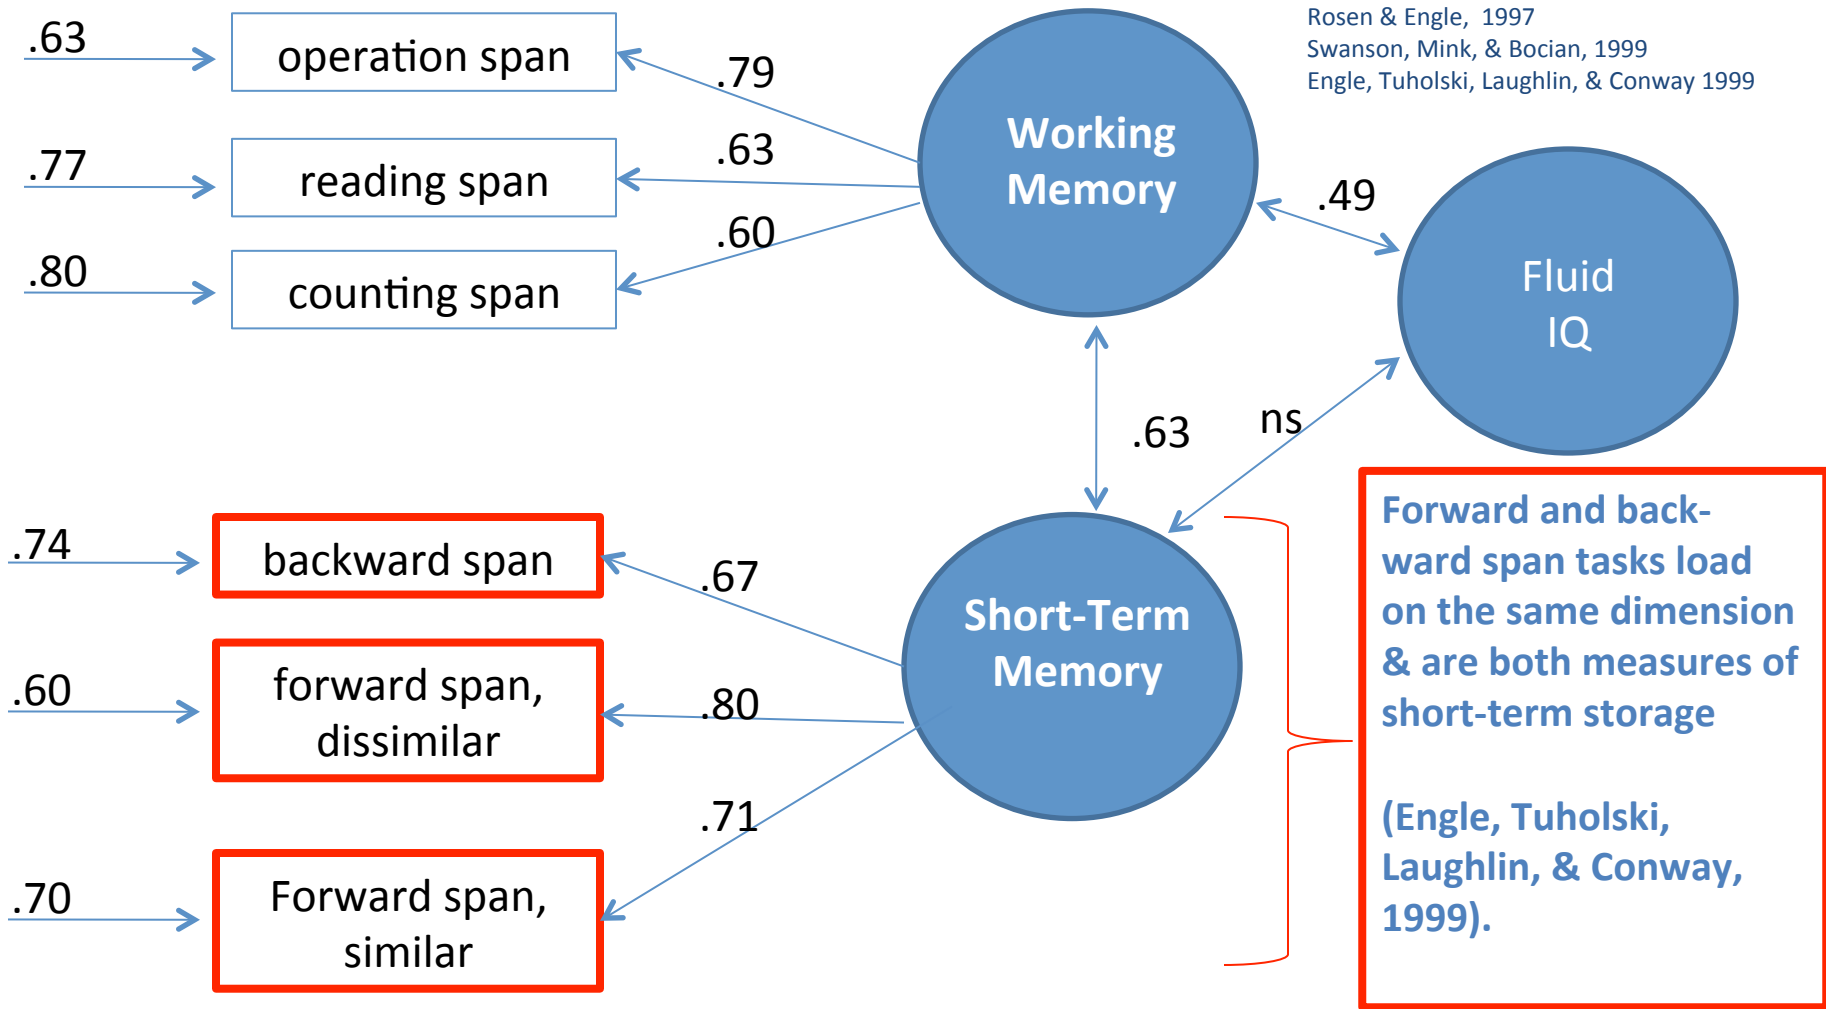 Rosen & Engle, 1997
Swanson, Mink, & Bocian, 1999
Engle, Tuholski, Laughlin, & Conway 1999
.63
operation span
.79
.77
reading span
.63
.80
counting span
.60
Working
Memory
.49
Fluid
IQ
.63
ns
.74
backward span
.67
.60
forward span,
dissimilar
.80
.70
Forward span,
similar
.71
Short-Term
Memory
Forward and back-
ward span tasks load
on the same dimension
& are both measures of
short-term storage
(Engle, Tuholski,
Laughlin, & Conway,
1999).